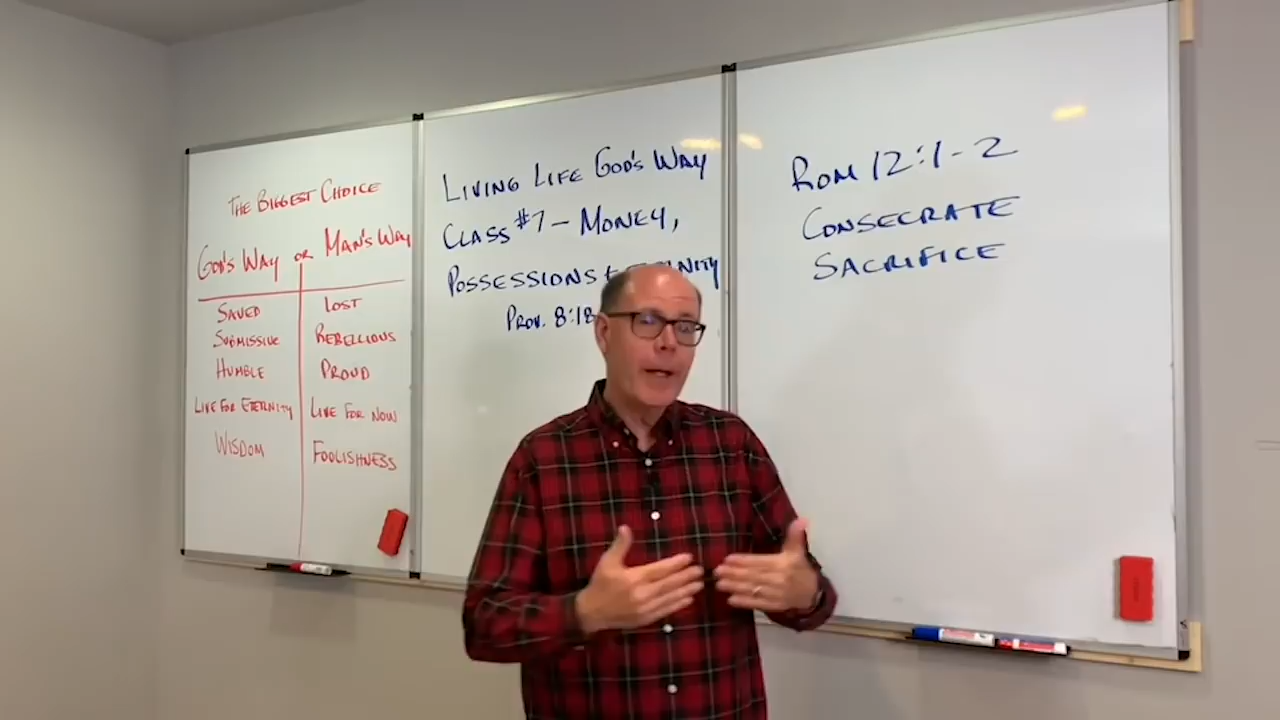 THE BIGGEST CHOICE
GOD'S WAY OR MAN'S WAY
SAVED LOST
SUBMISSIVE REBELLIOUS
HUMBLE PROUD
LIVE FOR ETERNITY LIVE FOR NOW
WISDOM FOOLISHNESS
LIVING LIFE GOD'S WAY
CLASS #7 – MONEY,
POSSESSIONS
PROV. 8:18
ROM 12:1-2
CONSECRATE
SACRIFICE